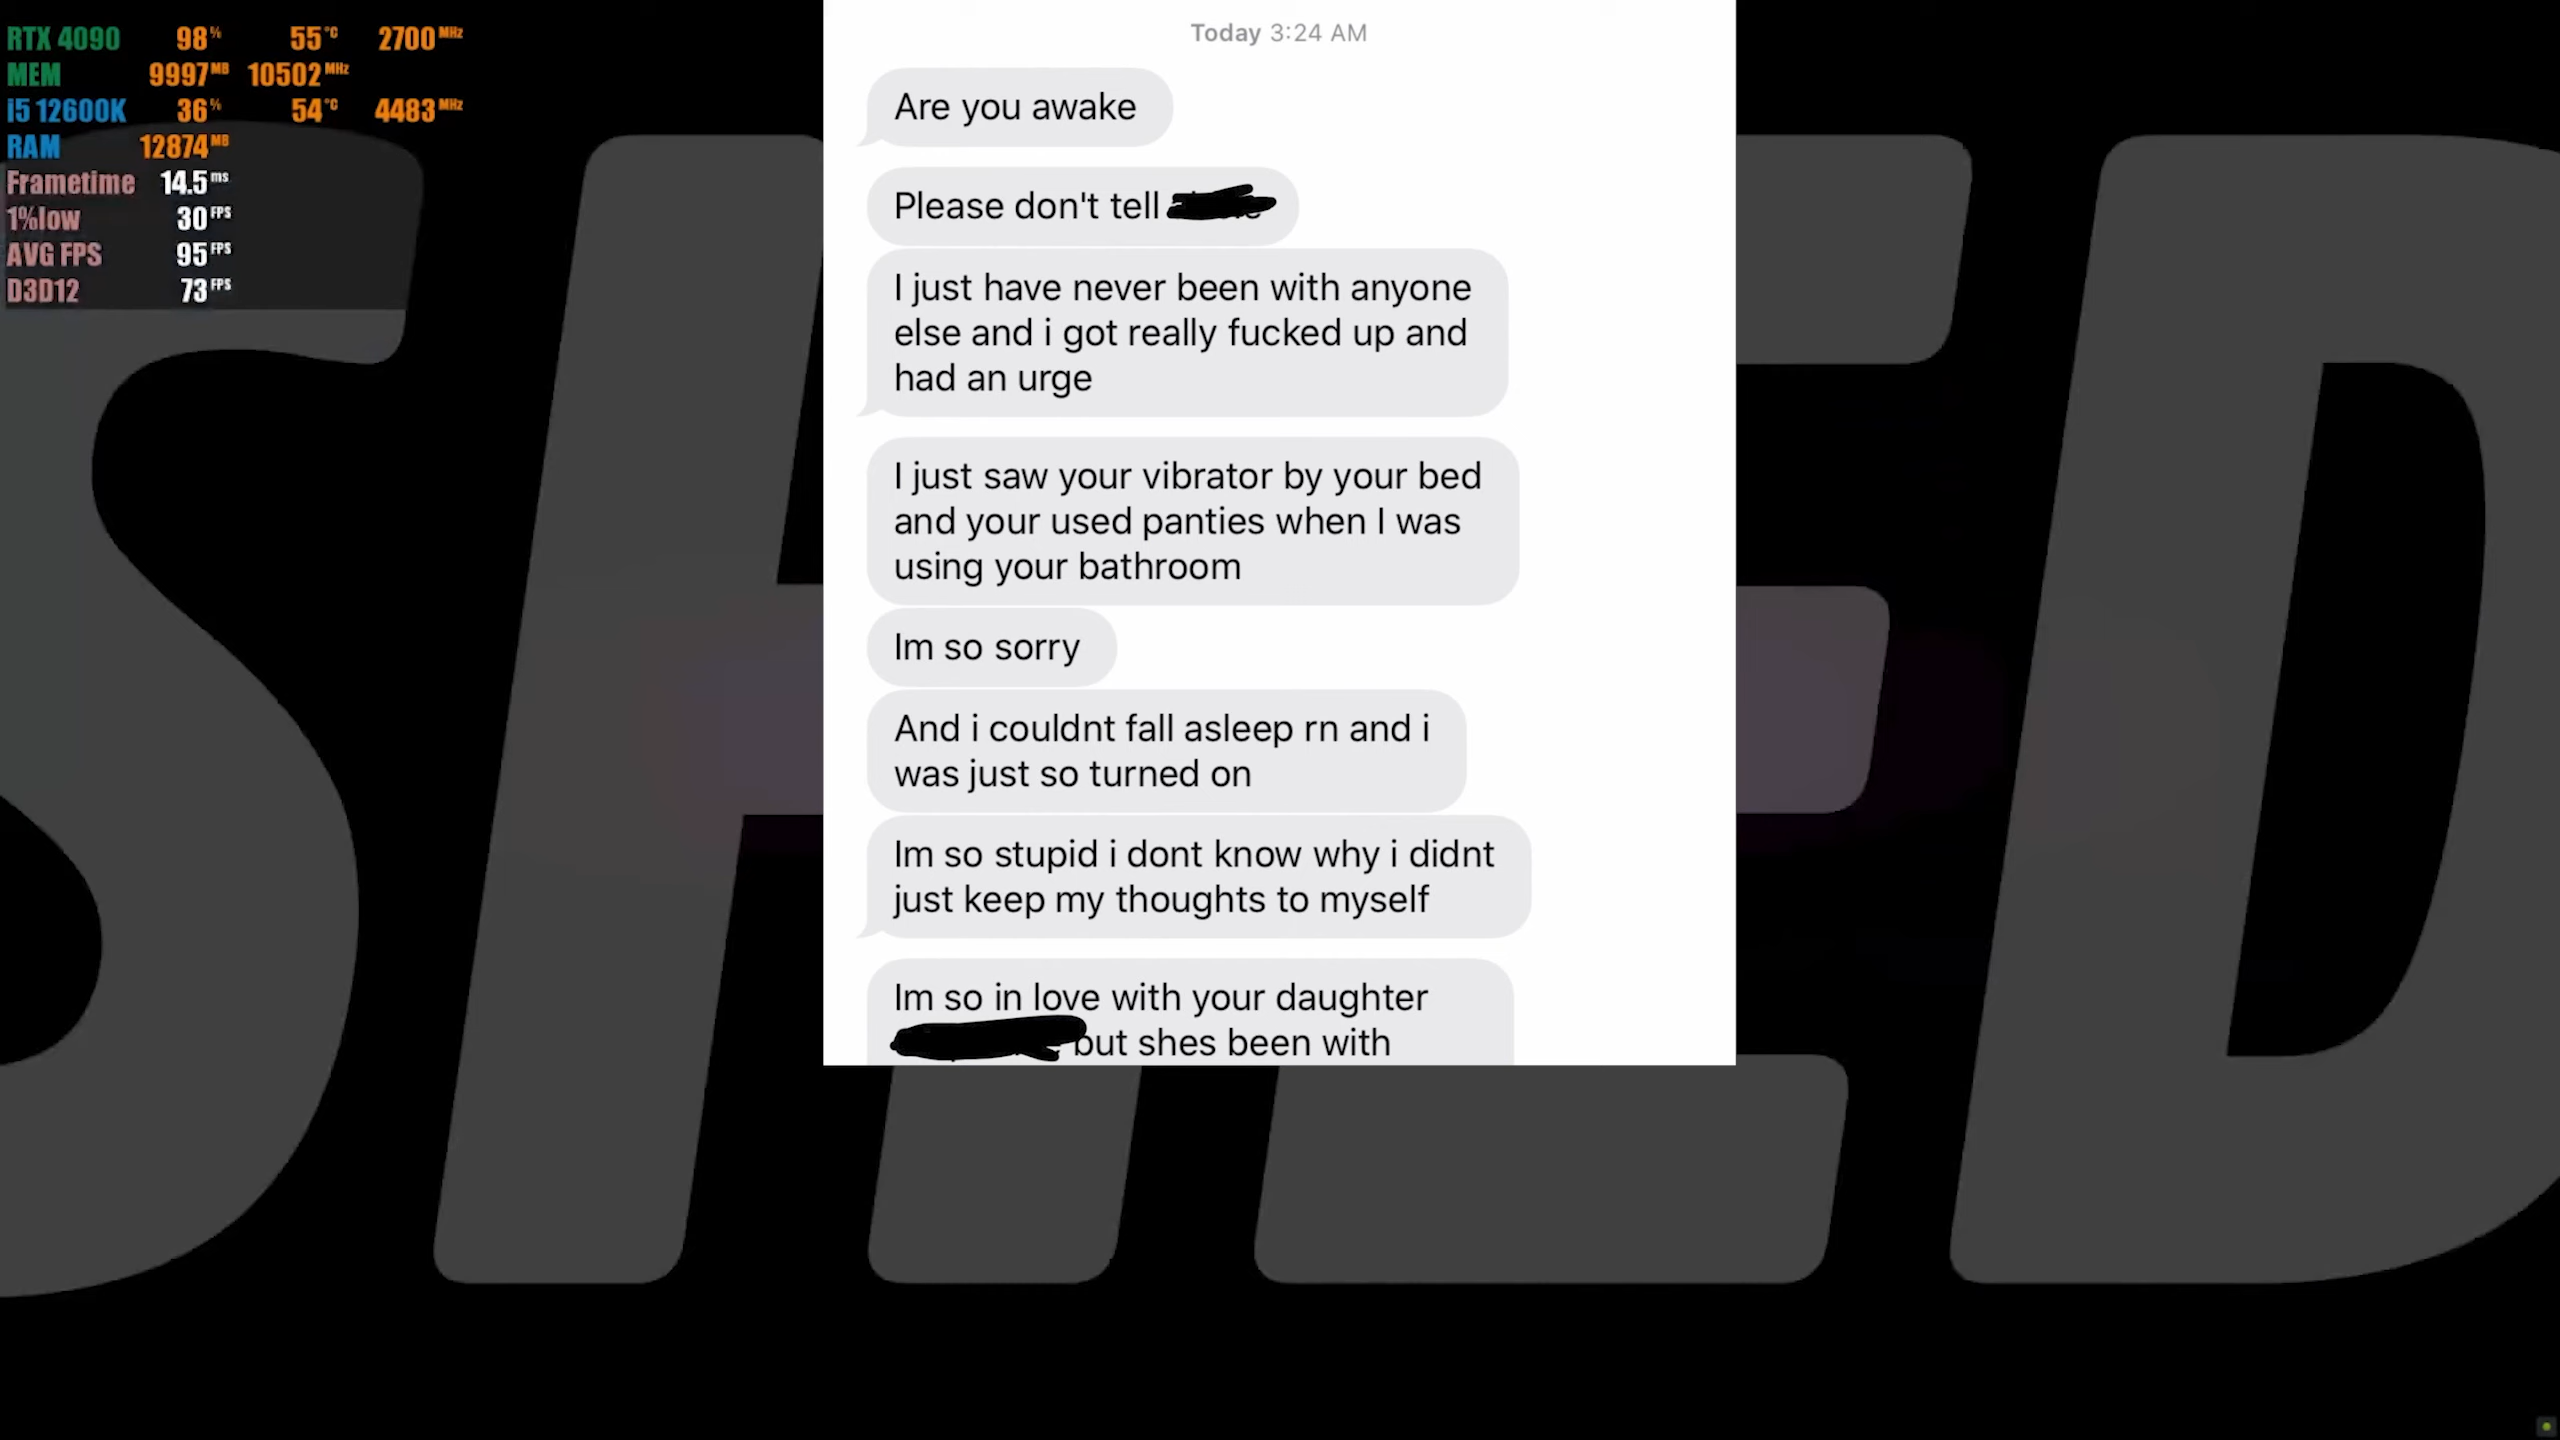 RTX 4090 98% 55°C 2700MHz
MEM 9997MB 10502MHz
i5 12600K 36% 54°C 4483MHz
RAM 12874MB
Frametime 14.5ms
1%low 30FPS
AVG FPS 95FPS
D3D12 73FPS
Today 3:24 AM
Are you awake
Please don't tell
I just have never been with anyone
else and i got really fucked up and
had an urge
I just saw your vibrator by your bed
and your used panties when I was
using your bathroom
Im so sorry
And i couldnt fall asleep rn and i
was just so turned on
Im so stupid i dont know why i didnt
just keep my thoughts to myself
Im so in love with your daughter
but shes been with